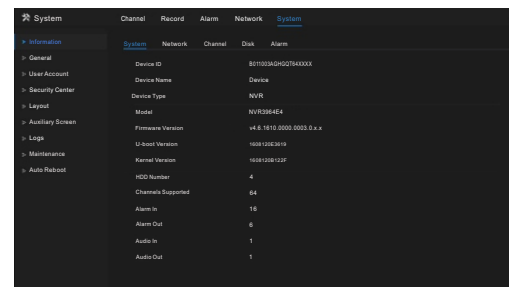 System Channel Record Alarm Network System
Information
General
User Account
Security Center
Layout
Auxiliary Screen
Logs
Maintenance
Auto Reboot
System Network Channel Disk Alarm
Device ID B011003AGHGQT64XXXX
Device Name Device
Device Type NVR
Model NVR3964E4
Firmware Version v4.6.1610.0000.0003.0.x.x
U-boot Version 1608120E3619
Kernel Version 1608120B122F
HDD Number 4
Channels Supported 64
Alarm In 16
Alarm Out 6
Audio In 1
Audio Out 1